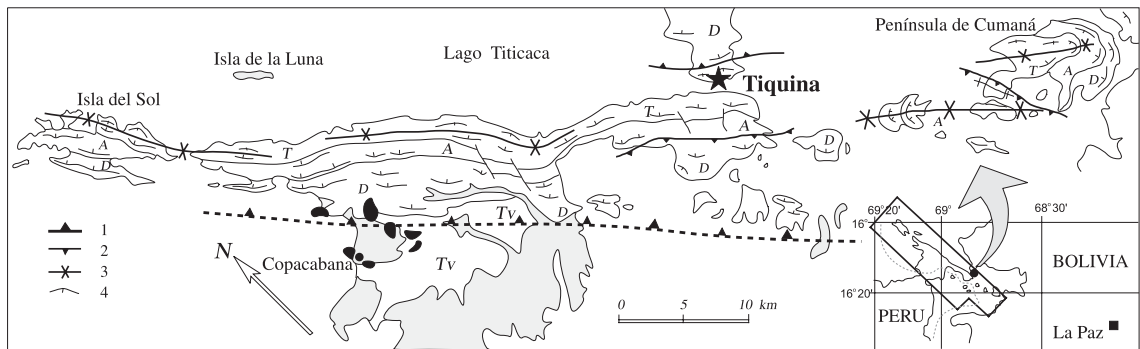 Península de Cumaná
Isla de la Luna
Lago Titicaca
Tiquina
Isla del Sol
D
T
A
D
A
T
A
D
T
A
D
A
D
D
D
Tv
Tv
N
Copacabana
1
2
3
4
0 5 10 km
69°20' 69° 68°30'
16°
16°20'
BOLIVIA
PERU
La Paz